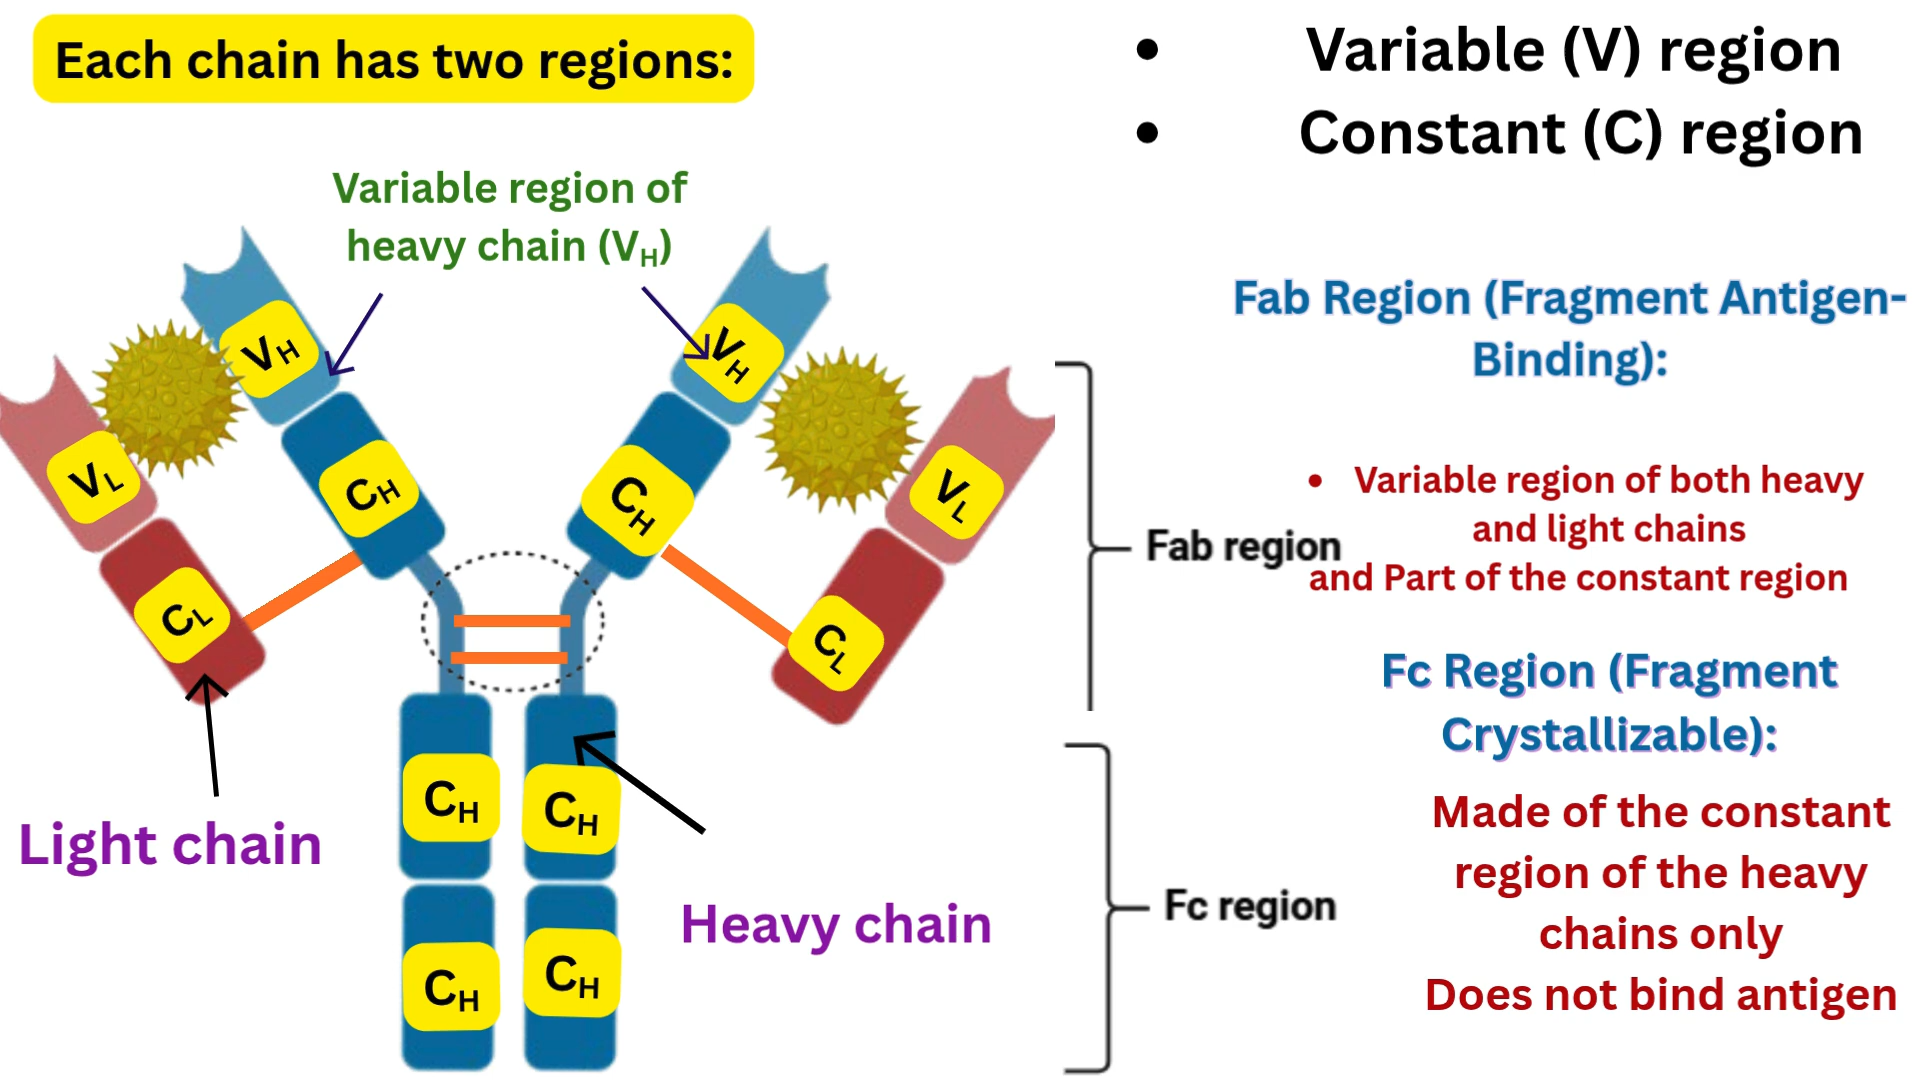 Each chain has two regions:
• Variable (V) region
• Constant (C) region
Variable region of
heavy chain (VH)
VH
VH
VL
VL
CH
CH
CL
CL
CH
CH
CH
CH
Light chain
Heavy chain
Fab region
Fc region
Fab Region (Fragment Antigen-
Binding):
• Variable region of both heavy
and light chains
and Part of the constant region
Fc Region (Fragment
Crystallizable):
Made of the constant
region of the heavy
chains only
Does not bind antigen